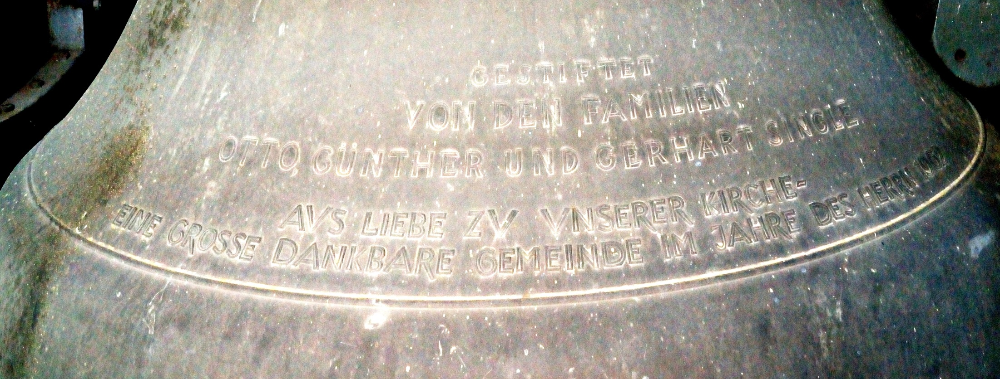 GESTIFTET
VON DEN FAMILIEN
OTTO, GÜNTHER UND GERHART SINGLE
AVS LIEBE ZV VNSERER KIRCHE-
EINE GROSSE DANKBARE GEMEINDE IM JAHRE DES HERRN 1962